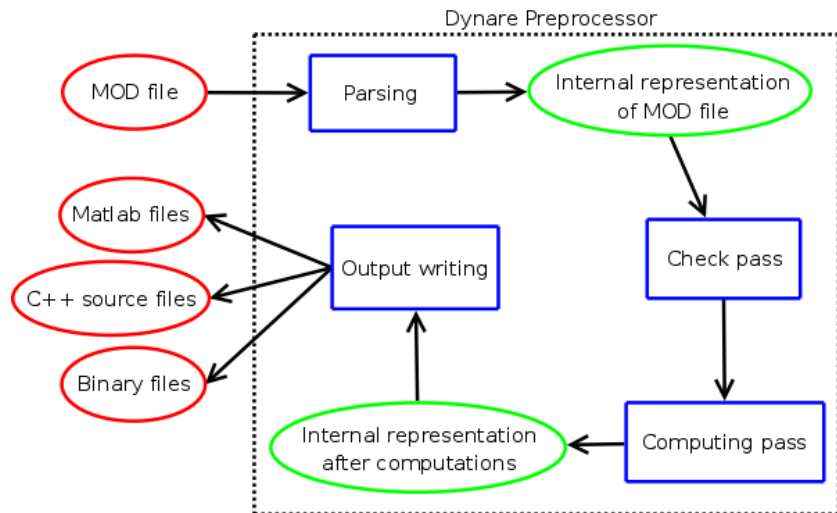 Dynare Preprocessor
MOD file
Parsing
Internal representation
of MOD file
Matlab files
Output writing
Check pass
C++ source files
Binary files
Internal representation
after computations
Computing pass